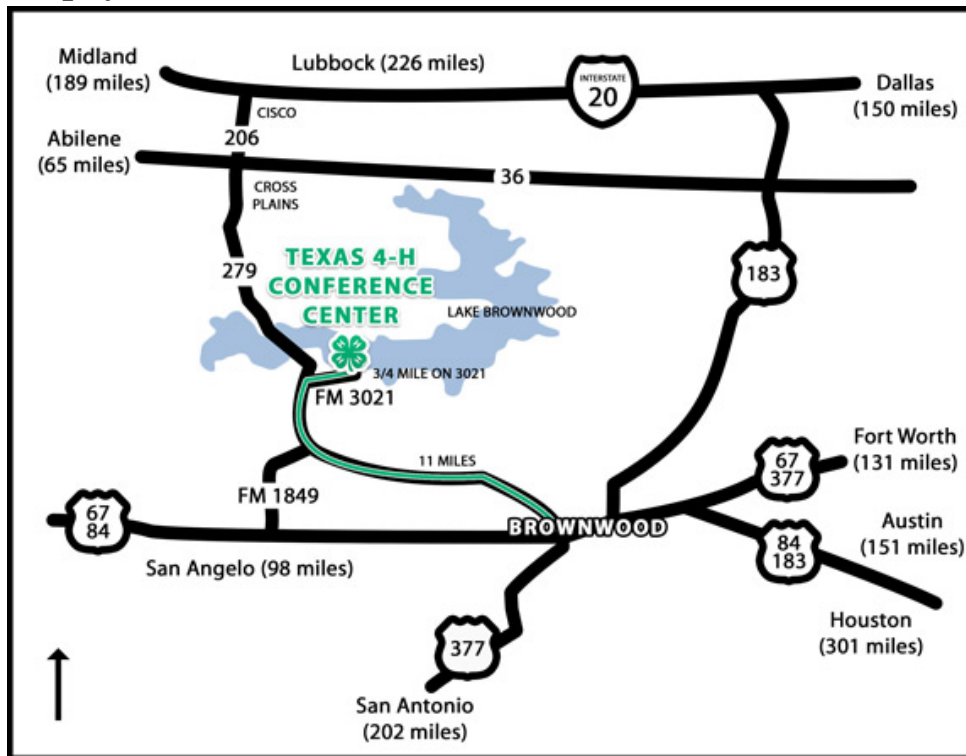 Midland
(189 miles)
Lubbock (226 miles)
INTERSTATE
20
Dallas
(150 miles)
CISCO
206
Abilene
(65 miles)
36
CROSS
PLAINS
279
TEXAS 4-H
CONFERENCE
CENTER
183
LAKE BROWNWOOD
H H
H H
3/4 MILE ON 3021
FM 3021
11 MILES
Fort Worth
(131 miles)
67
377
FM 1849
67
84
BROWNWOOD
Austin
(151 miles)
84
183
San Angelo (98 miles)
Houston
(301 miles)
377
San Antonio
(202 miles)